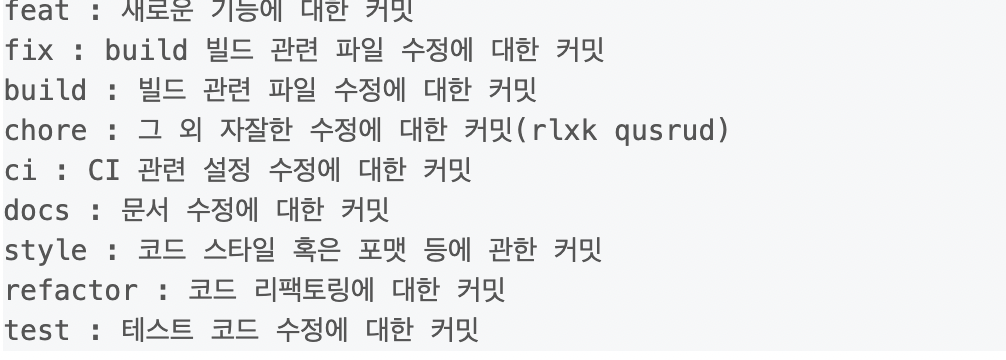 feat : 새로운 기능에 대한 커밋
fix : build 빌드 관련 파일 수정에 대한 커밋
build : 빌드 관련 파일 수정에 대한 커밋
chore : 그 외 자잘한 수정에 대한 커밋(rlxk qusrud)
ci : CI 관련 설정 수정에 대한 커밋
docs : 문서 수정에 대한 커밋
style : 코드 스타일 혹은 포맷 등에 관한 커밋
refactor : 코드 리팩토링에 대한 커밋
test : 테스트 코드 수정에 대한 커밋